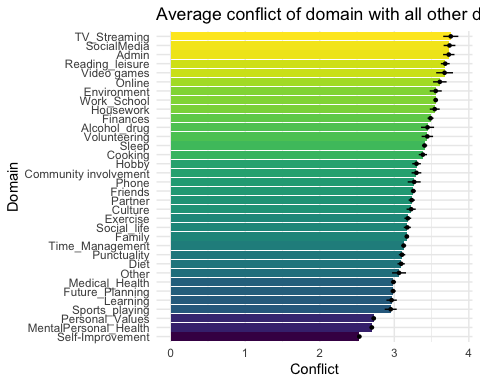 Average conflict of domain with all other d
TV_Streaming
SocialMedia
Admin
Reading_leisure
Video games
Online
Environment
Work_School
Housework
Finances
Alcohol_drug
Volunteering
Sleep
Cooking
Hobby
Community involvement
Phone
Friends
Partner
Culture
Exercise
Social_life
Family
Time_Management
Punctuality
Diet
Other
Medical_Health
Future_Planning
Learning
Sports_playing
Personal_Values
MentalPersonal_Health
Self-Improvement
Domain
0 1 2 3 4
Conflict